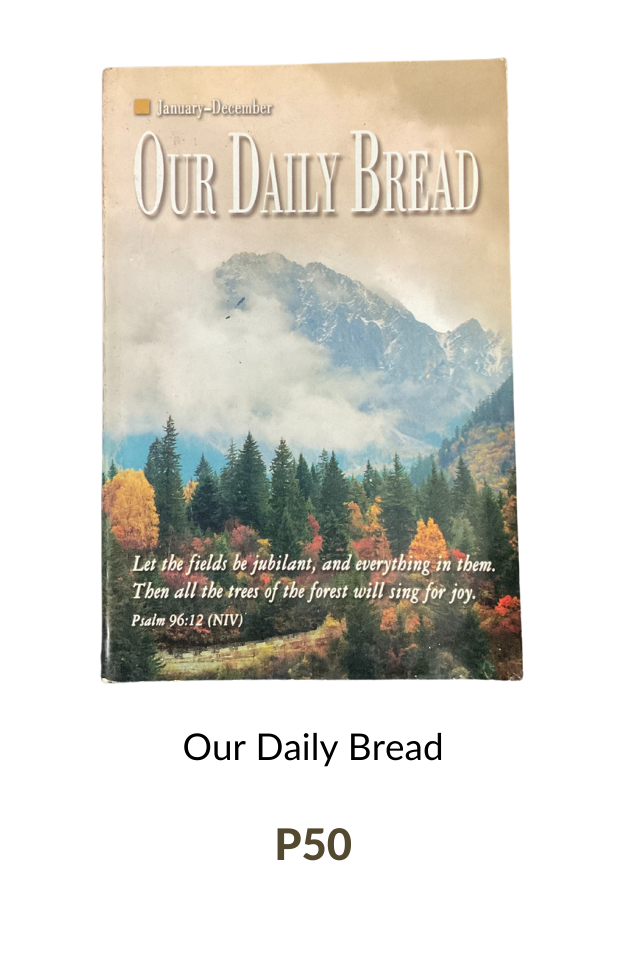 January–December
OUR DAILY BREAD
Let the fields be jubilant, and everything in them.
Then all the trees of the forest will sing for joy.
Psalm 96:12 (NIV)
Our Daily Bread
P50